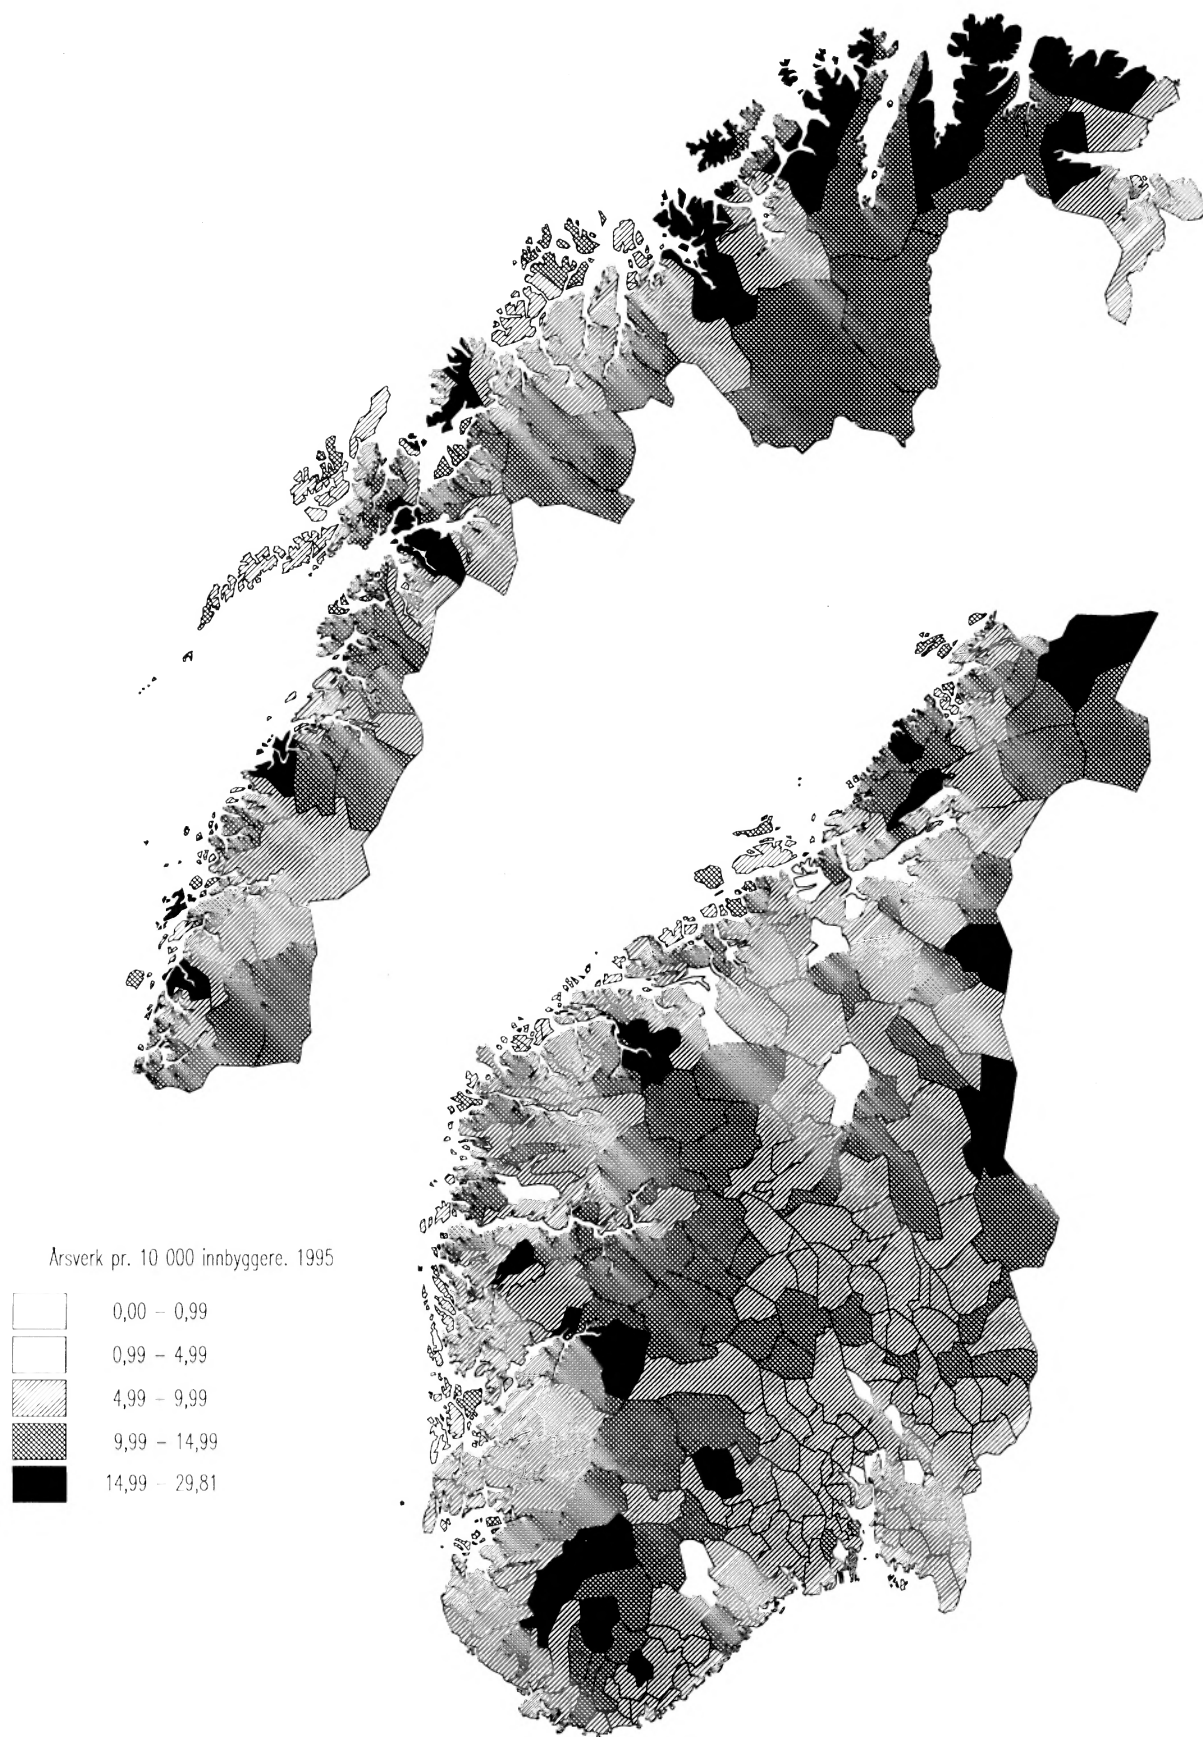 Årsverk pr. 10 000 innbyggere. 1995
0,00 – 0,99
0,99 – 4,99
4,99 – 9,99
9,99 – 14,99
14,99 – 29,81